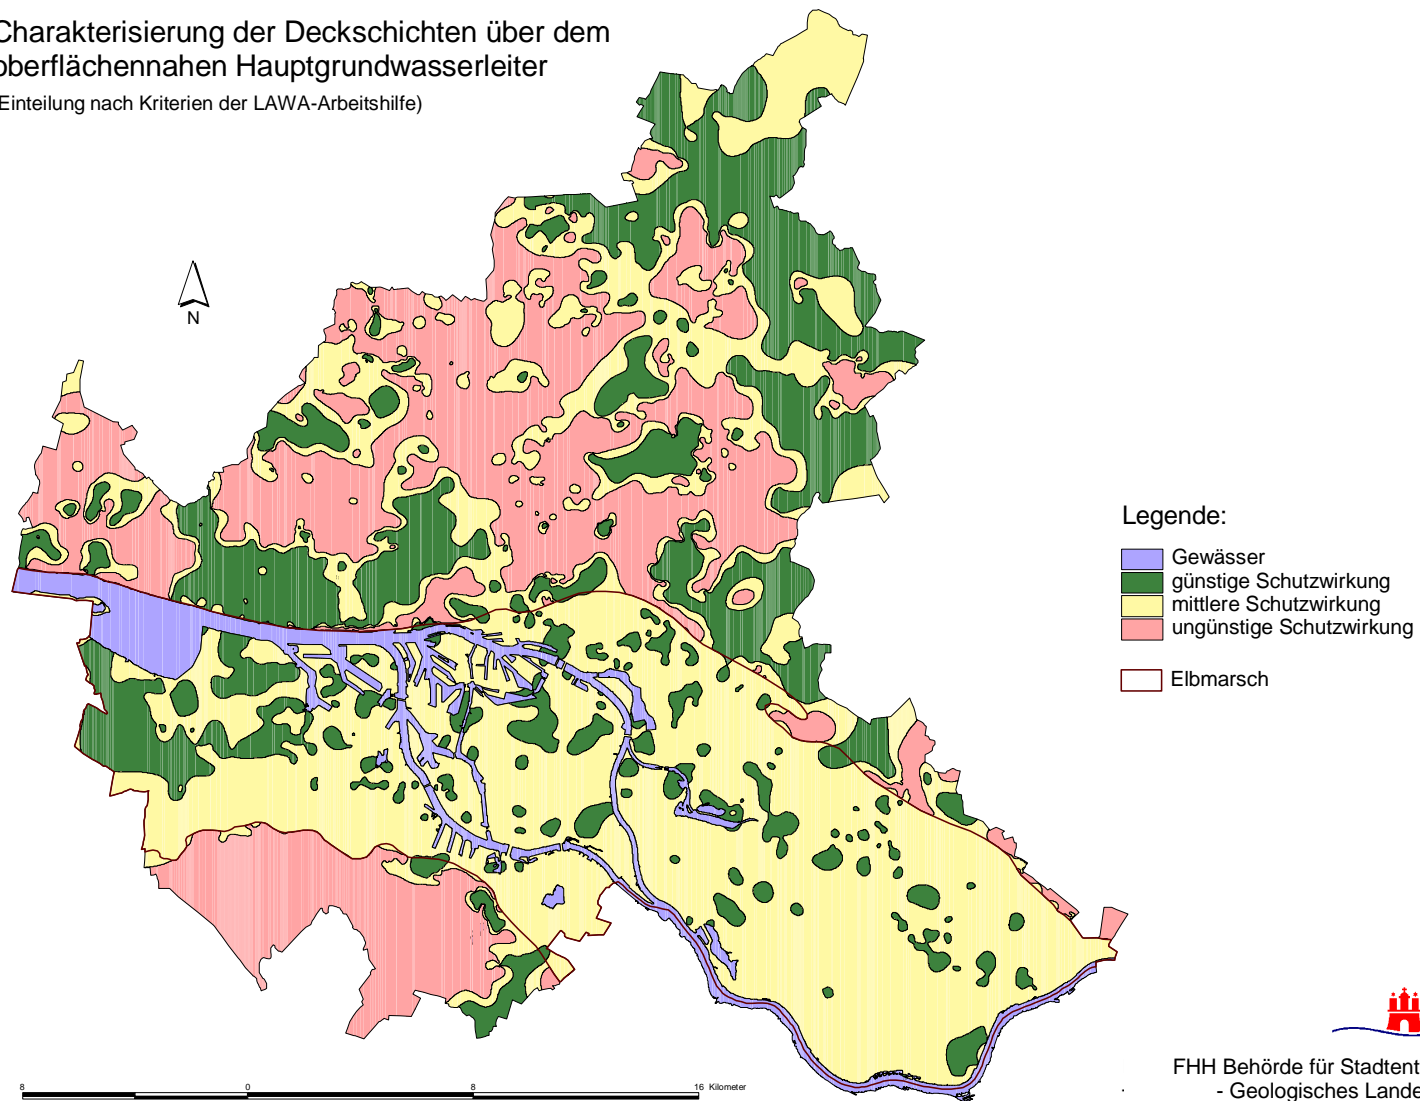 Charakterisierung der Deckschichten über dem
oberflächennahen Hauptgrundwasserleiter
Einteilung nach Kriterien der LAWA-Arbeitshilfe)
N
Legende:
Gewässer
günstige Schutzwirkung
mittlere Schutzwirkung
ungünstige Schutzwirkung
Elbmarsch
8 0 8 16 Kilometer
FHH Behörde für Stadtent
- Geologisches Lande